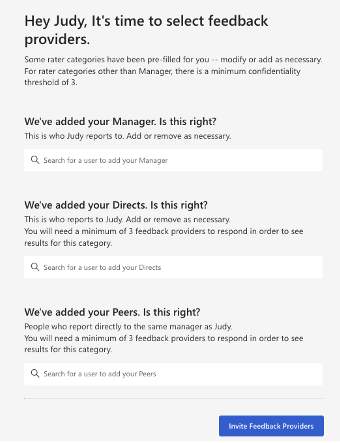 Hey Judy, It's time to select feedback
providers.
Some rater categories have been pre-filled for you -- modify or add as necessary.
For rater categories other than Manager, there is a minimum confidentiality
threshold of 3.
We've added your Manager. Is this right?
This is who Judy reports to. Add or remove as necessary.
Search for a user to add your Manager
We've added your Directs. Is this right?
This is who reports to Judy. Add or remove as necessary.
You will need a minimum of 3 feedback providers to respond in order to see
results for this category.
Search for a user to add your Directs
We've added your Peers. Is this right?
People who report directly to the same manager as Judy.
You will need a minimum of 3 feedback providers to respond in order to see
results for this category.
Search for a user to add your Peers
Invite Feedback Providers